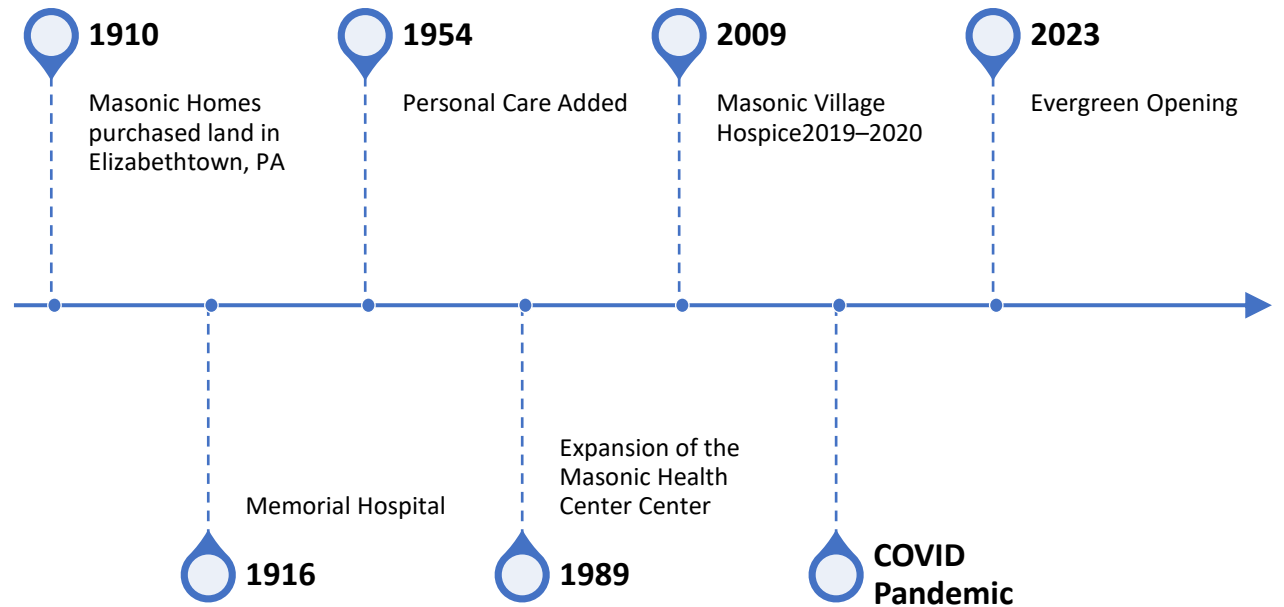 1910
Masonic Homes
purchased land in
Elizabethtown, PA
1954
Personal Care Added
2009
Masonic Village
Hospice2019–2020
2023
Evergreen Opening
Memorial Hospital
1916
Expansion of the
Masonic Health
Center Center
1989
COVID
Pandemic